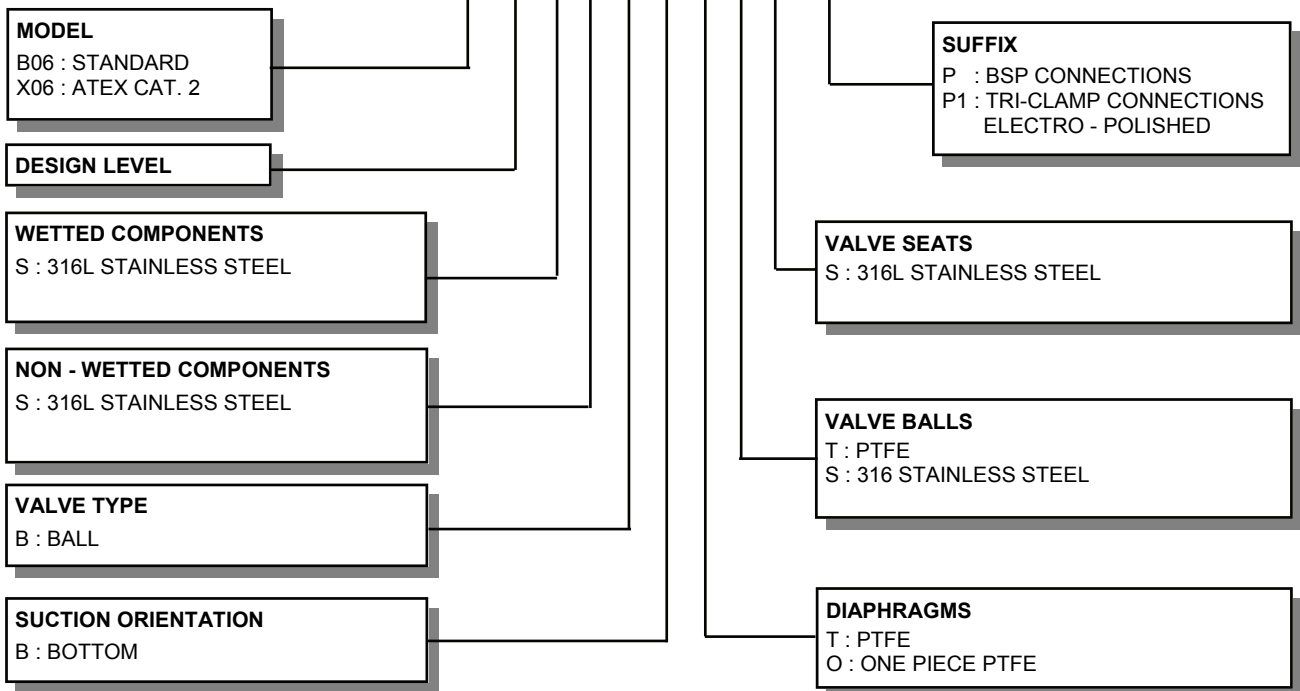 MODEL
B06 : STANDARD
X06 : ATEX CAT. 2
DESIGN LEVEL
WETTED COMPONENTS
S : 316L STAINLESS STEEL
NON - WETTED COMPONENTS
S : 316L STAINLESS STEEL
VALVE TYPE
B : BALL
SUCTION ORIENTATION
B : BOTTOM
SUFFIX
P : BSP CONNECTIONS
P1 : TRI-CLAMP CONNECTIONS
ELECTRO - POLISHED
VALVE SEATS
S : 316L STAINLESS STEEL
VALVE BALLS
T : PTFE
S : 316 STAINLESS STEEL
DIAPHRAGMS
T : PTFE
O : ONE PIECE PTFE